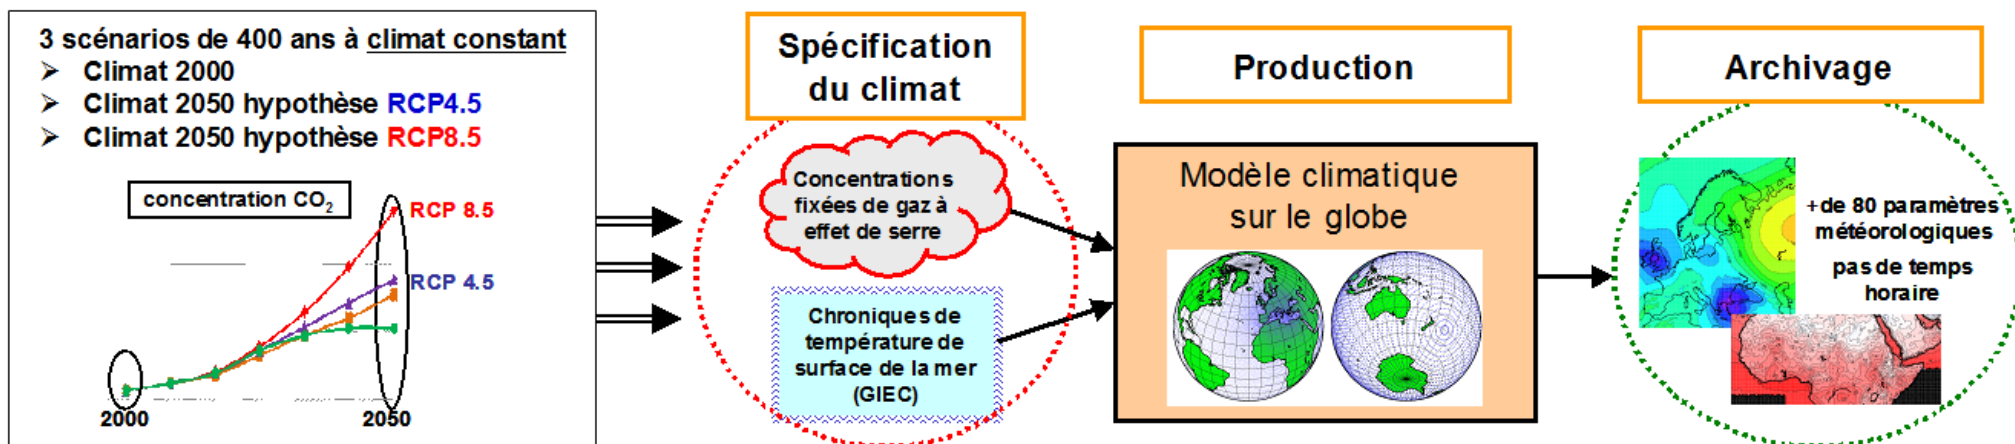 3 scénarios de 400 ans à climat constant
➢ Climat 2000
➢ Climat 2050 hypothèse RCP4.5
➢ Climat 2050 hypothèse RCP8.5
concentration CO₂
RCP 8.5
RCP 4.5
2000
2050
Spécification
du climat
Concentrations
fixées de gaz à
effet de serre
Chroniques de
température de
surface de la mer
(GIEC)
Production
Modèle climatique
sur le globe
Archivage
+de 80 paramètres
météorologiques
pas de temps
horaire